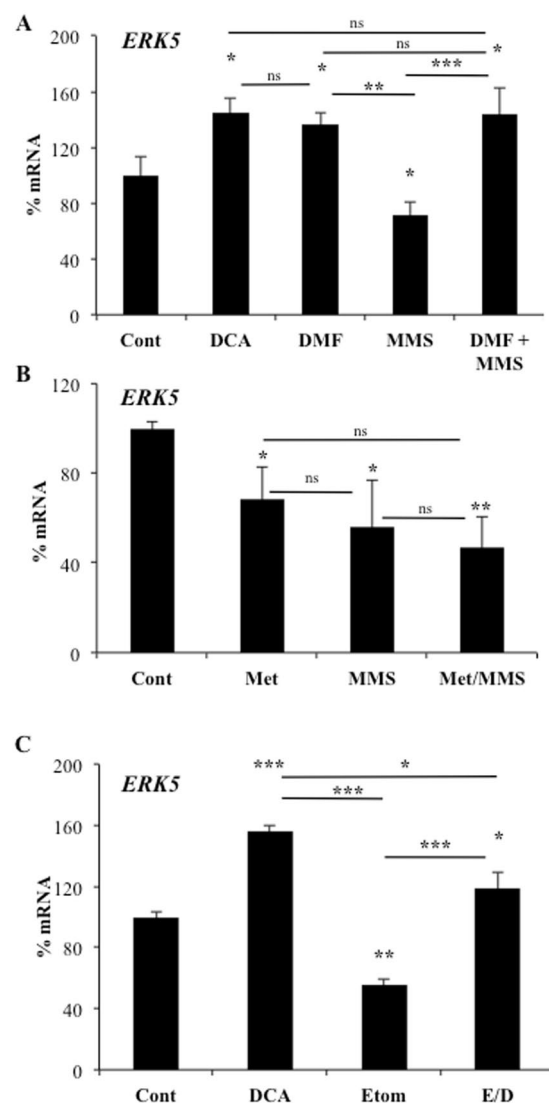 A
ERK5
ns
ns
*
*
*
ns
**
***
*
200
160
120
80
40
0
% mRNA
Cont DCA DMF MMS DMF +
MMS
B
ERK5
ns
*
ns
*
ns
**
120
80
40
0
% mRNA
Cont Met MMS Met/MMS
C
ERK5
***
*
***
***
*
**
200
160
120
80
40
0
% mRNA
Cont DCA Etom E/D